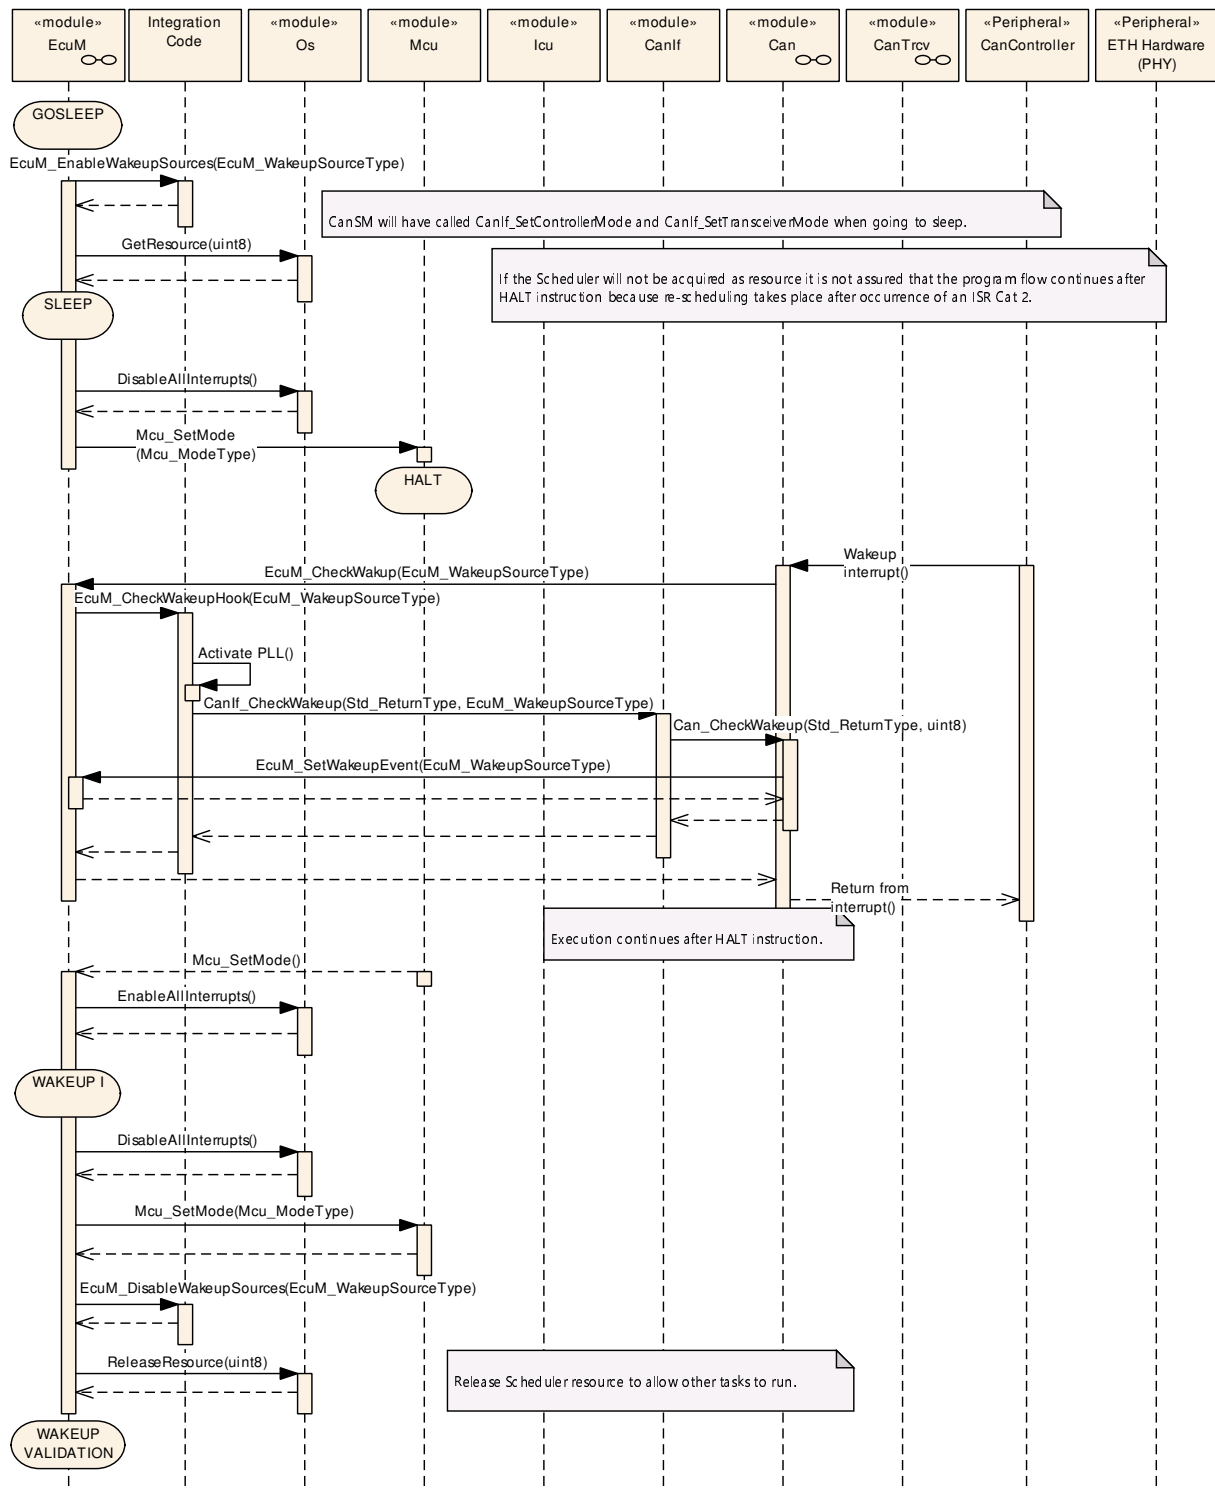 «module»
EcuM
Integration
Code
«module»
Os
«module»
Mcu
«module»
Icu
«module»
CanIf
«module»
Can
«module»
CanTrcv
«Peripheral»
CanController
«Peripheral»
ETH Hardware
(PHY)
GOSLEEP
EcuM_EnableWakeupSources(EcuM_WakeupSourceType)
CanSM will have called CanIf_SetControllerMode and CanIf_SetTransceiverMode when going to sleep.
GetResource(uint8)
If the Scheduler will not be acquired as resource it is not assured that the program flow continues after
HALT instruction because re-scheduling takes place after occurrence of an ISR Cat 2.
SLEEP
DisableAllInterrupts()
Mcu_SetMode
(Mcu_ModeType)
HALT
Wakeup
interrupt()
EcuM_CheckWakup(EcuM_WakeupSourceType)
EcuM_CheckWakeupHook(EcuM_WakeupSourceType)
Activate PLL()
CanIf_CheckWakeup(Std_ReturnType, EcuM_WakeupSourceType)
Can_CheckWakeup(Std_ReturnType, uint8)
EcuM_SetWakeupEvent(EcuM_WakeupSourceType)
Return from
interrupt()
Execution continues after HALT instruction.
Mcu_SetMode()
EnableAllInterrupts()
WAKEUP I
DisableAllInterrupts()
Mcu_SetMode(Mcu_ModeType)
EcuM_DisableWakeupSources(EcuM_WakeupSourceType)
ReleaseResource(uint8)
Release Scheduler resource to allow other tasks to run.
WAKEUP
VALIDATION